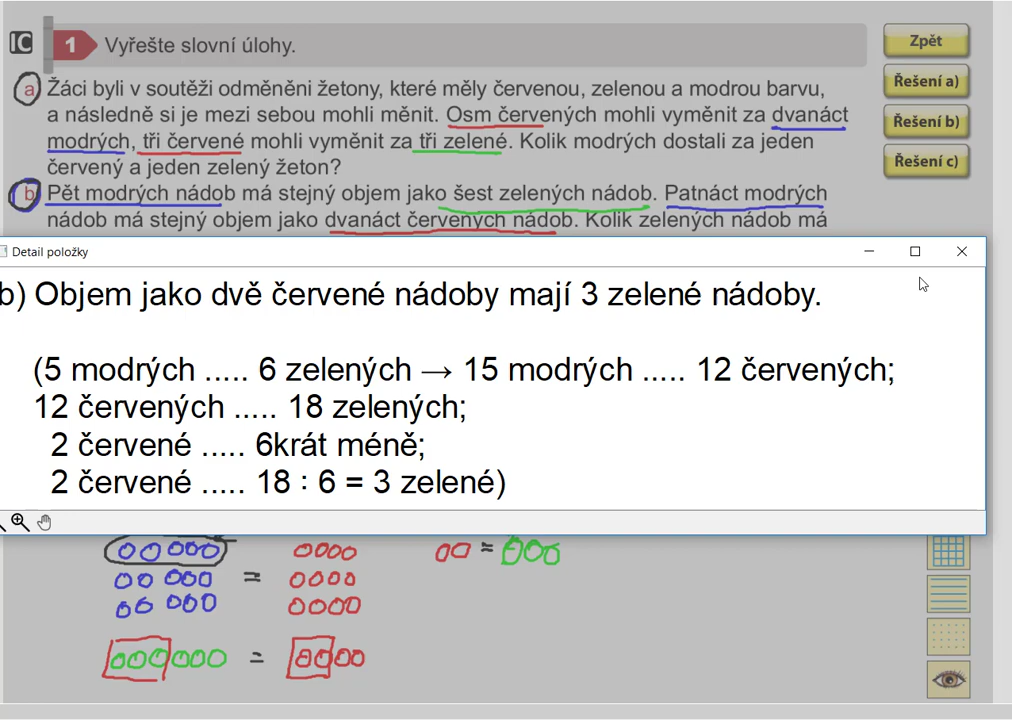 1 Vyřešte slovní úlohy.
Zpět
a Žáci byli v soutěži odměněni žetony, které měly červenou, zelenou a modrou barvu,
Řešení a)
a následně si je mezi sebou mohli měnit. Osm červených mohli vyměnit za dvanáct
Řešení b)
modrých, tři červené mohli vyměnit za tři zelené. Kolik modrých dostali za jeden
červený a jeden zelený žeton?
Řešení c)
b Pět modrých nádob má stejný objem jako šest zelených nádob. Patnáct modrých
nádob má stejný objem jako dvanáct červených nádob. Kolik zelených nádob má
Detail položky
b) Objem jako dvě červené nádoby mají 3 zelené nádoby.
(5 modrých ..... 6 zelených → 15 modrých ..... 12 červených;
12 červených ..... 18 zelených;
2 červené ..... 6krát méně;
2 červené ..... 18 : 6 = 3 zelené)